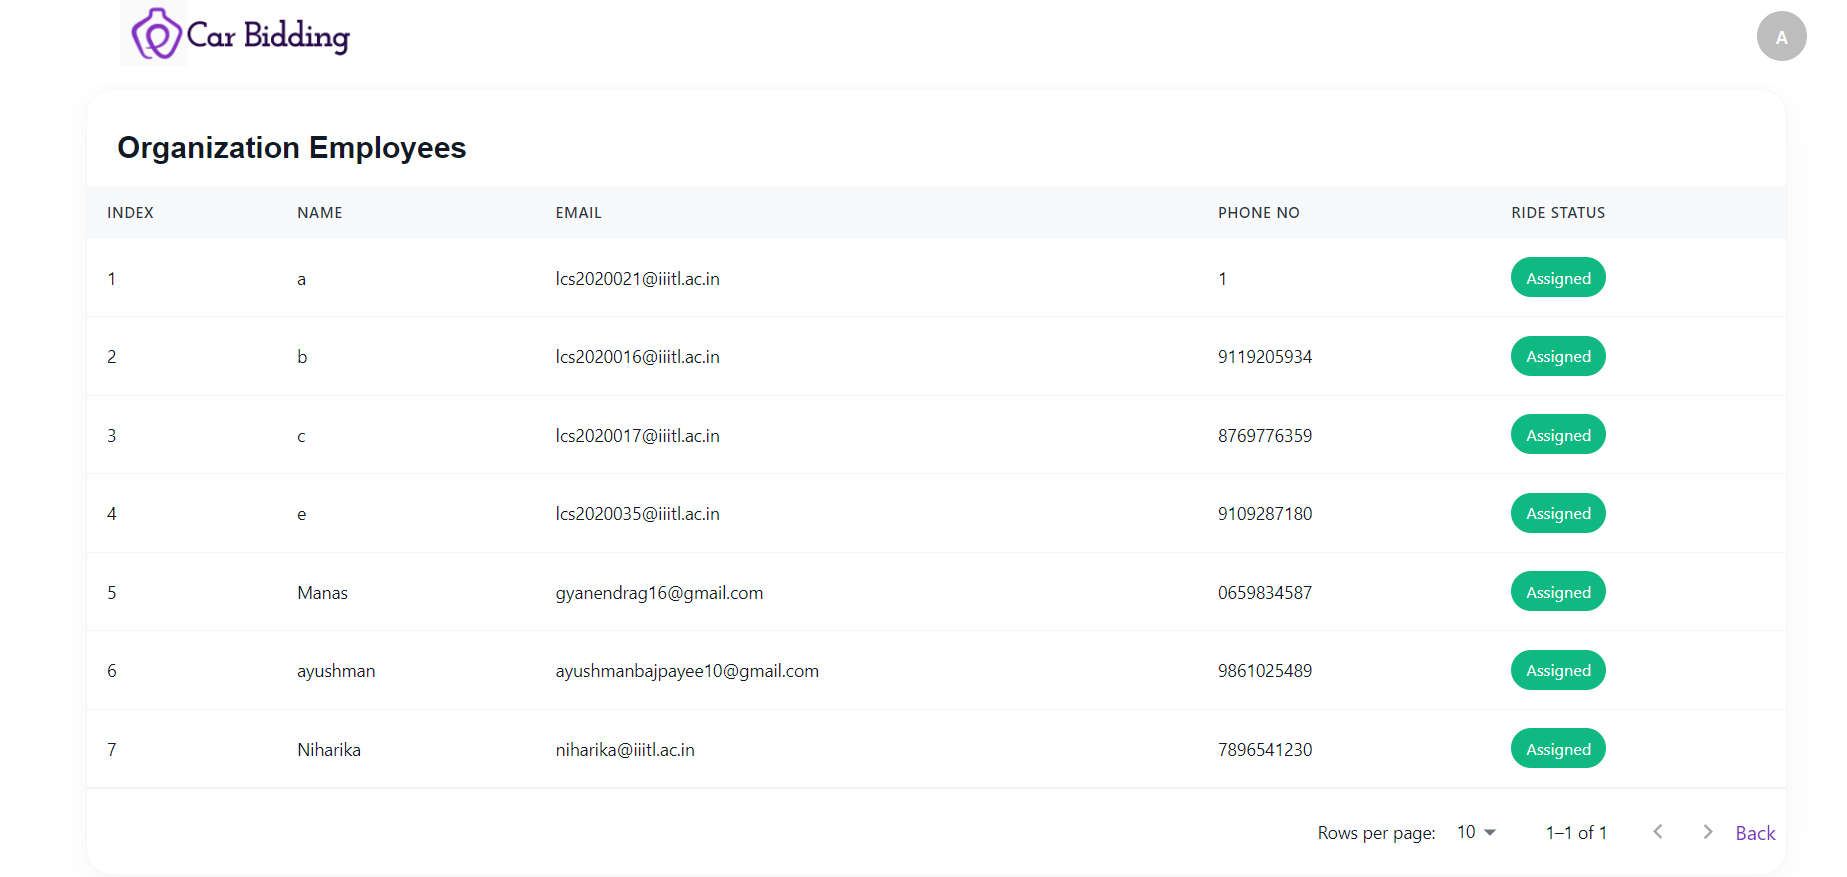 Car Bidding
A
Organization Employees
INDEX NAME EMAIL PHONE NO RIDE STATUS
1 a lcs2020021@iiitl.ac.in 1 Assigned
2 b lcs2020016@iiitl.ac.in 9119205934 Assigned
3 c lcs2020017@iiitl.ac.in 8769776359 Assigned
4 e lcs2020035@iiitl.ac.in 9109287180 Assigned
5 Manas gyanendrag16@gmail.com 0659834587 Assigned
6 ayushman ayushmanbajpayee10@gmail.com 9861025489 Assigned
7 Niharika niharika@iiitl.ac.in 7896541230 Assigned
Rows per page: 10 1–1 of 1 Back